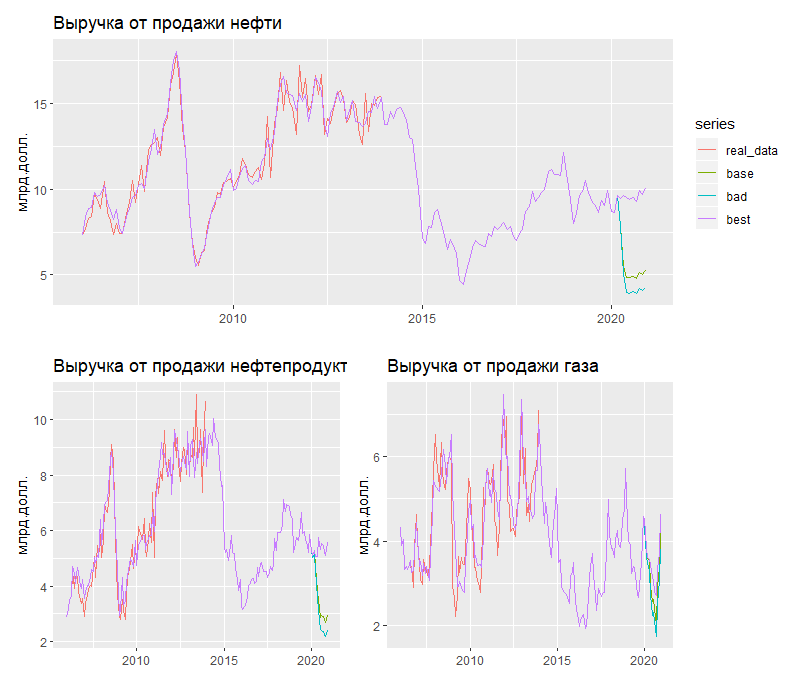 Выручка от продажи нефти
млрд.долл.
15
10
5
2010
2015
2020
series
real_data
base
bad
best
Выручка от продажи нефтепродукт
млрд.долл.
10
8
6
4
2
2010
2015
2020
Выручка от продажи газа
млрд.долл.
6
4
2
2010
2015
2020